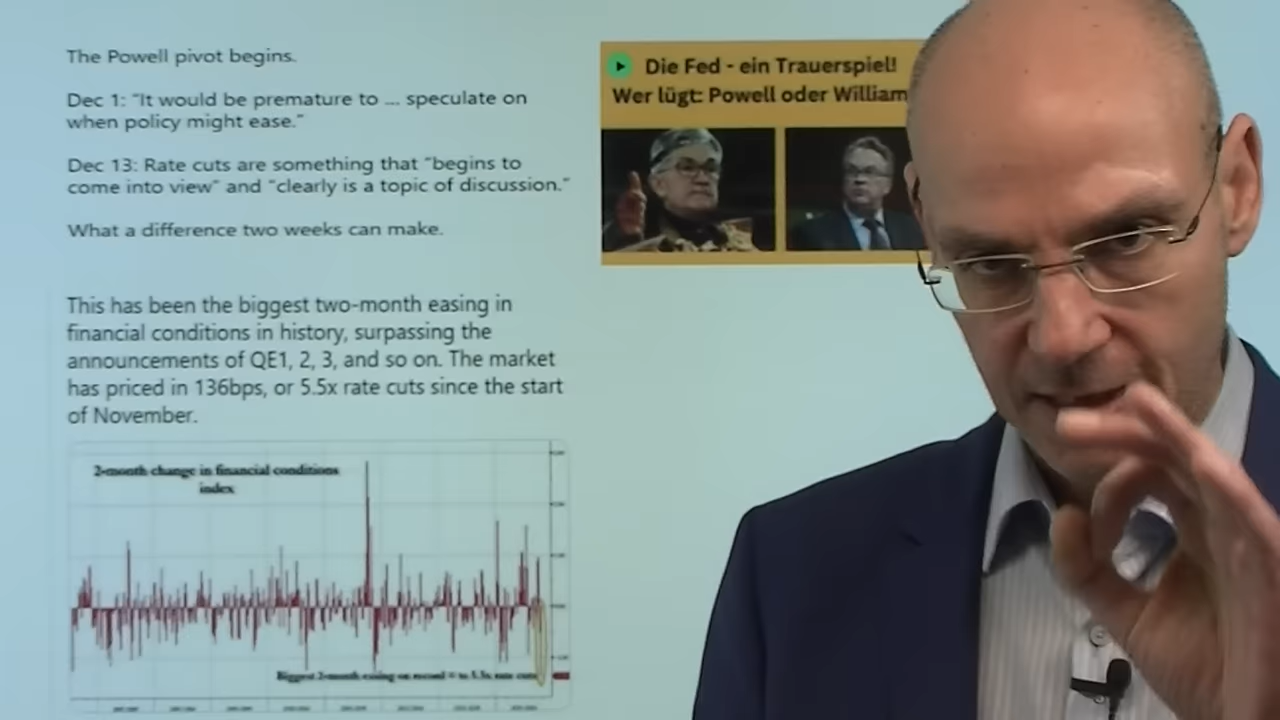 The Powell pivot begins.
Dec 1: “It would be premature to ... speculate on
when policy might ease.”
Dec 13: Rate cuts are something that “begins to
come into view” and “clearly is a topic of discussion.”
What a difference two weeks can make.
This has been the biggest two-month easing in
financial conditions in history, surpassing the
announcements of QE1, 2, 3, and so on. The market
has priced in 136bps, or 5.5x rate cuts since the start
of November.
2-month change in financial conditions
index
Biggest 2-month easing on record = to 5.5x rate cuts
Die Fed - ein Trauerspiel!
Wer lügt: Powell oder William